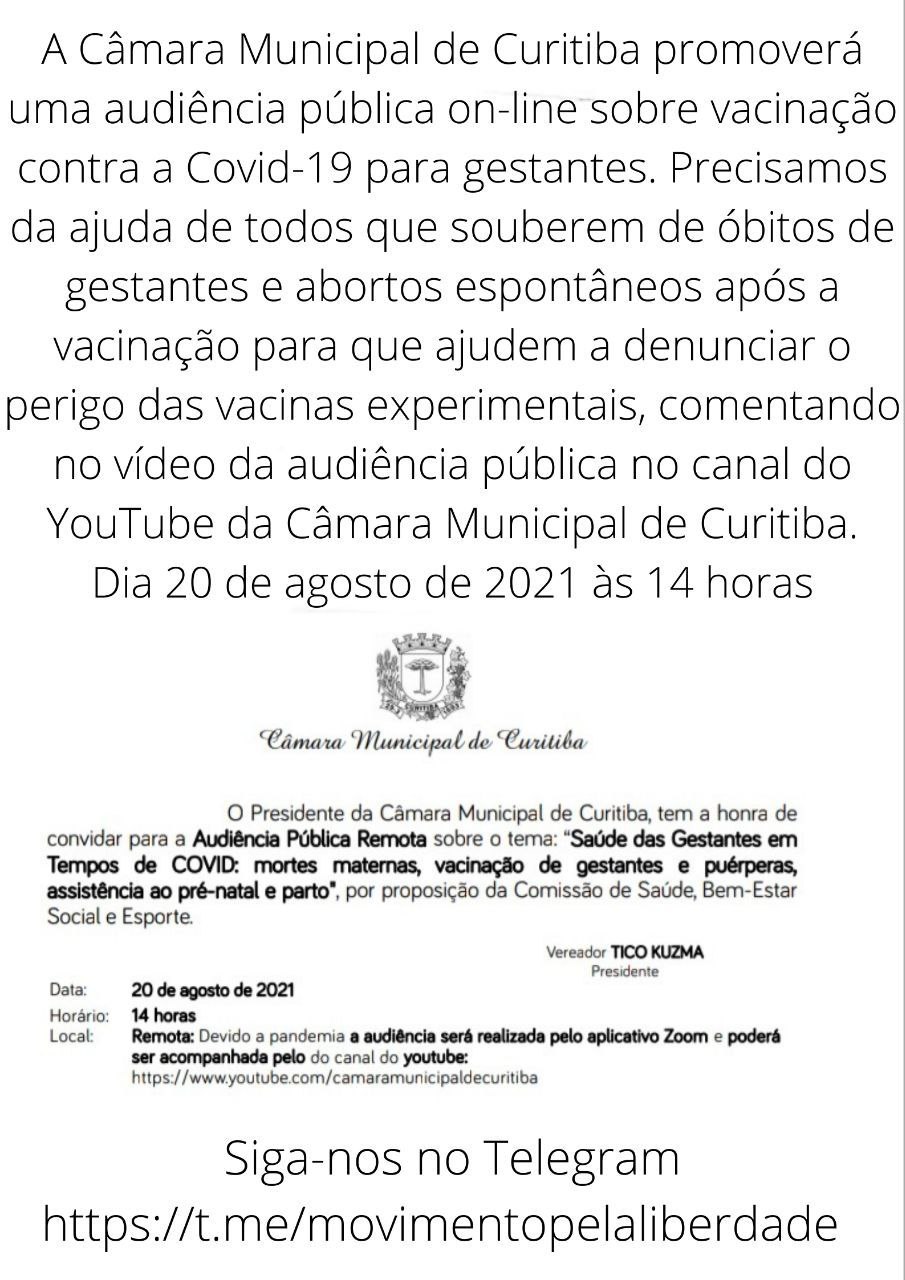 A Câmara Municipal de Curitiba promoverá
uma audiência pública on-line sobre vacinação
contra a Covid-19 para gestantes. Precisamos
da ajuda de todos que souberem de óbitos de
gestantes e abortos espontâneos após a
vacinação para que ajudem a denunciar o
perigo das vacinas experimentais, comentando
no vídeo da audiência pública no canal do
YouTube da Câmara Municipal de Curitiba.
Dia 20 de agosto de 2021 às 14 horas
CURITIBA
Câmara Municipal de Curitiba
O Presidente da Câmara Municipal de Curitiba, tem a honra de
convidar para a Audiência Pública Remota sobre o tema: “Saúde das Gestantes em
Tempos de COVID: mortes maternas, vacinação de gestantes e puérperas,
assistência ao pré-natal e parto", por proposição da Comissão de Saúde, Bem-Estar
Social e Esporte.
Vereador TICO KUZMA
Presidente
Data: 20 de agosto de 2021
Horário: 14 horas
Local: Remota: Devido a pandemia a audiência será realizada pelo aplicativo Zoom e poderá
ser acompanhada pelo do canal do youtube:
https://www.youtube.com/camaramunicipaldecuritiba
Siga-nos no Telegram
https://t.me/movimentopelaliberdade